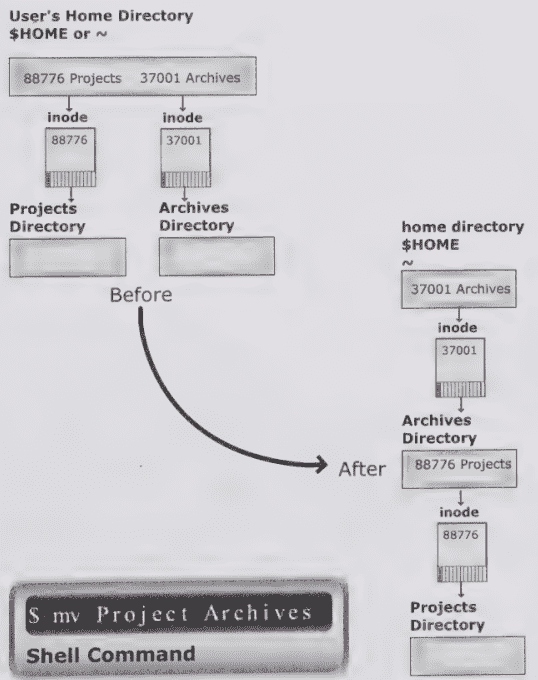 User's Home Directory
$HOME or ~
88776 Projects 37001 Archives
inode inode
88776 37001
Projects Directory
Archives Directory
Before
home directory
$HOME
~
37001 Archives
inode
37001
Archives
Directory
After
88776 Projects
inode
88776
Projects
Directory
$ mv Project Archives
Shell Command